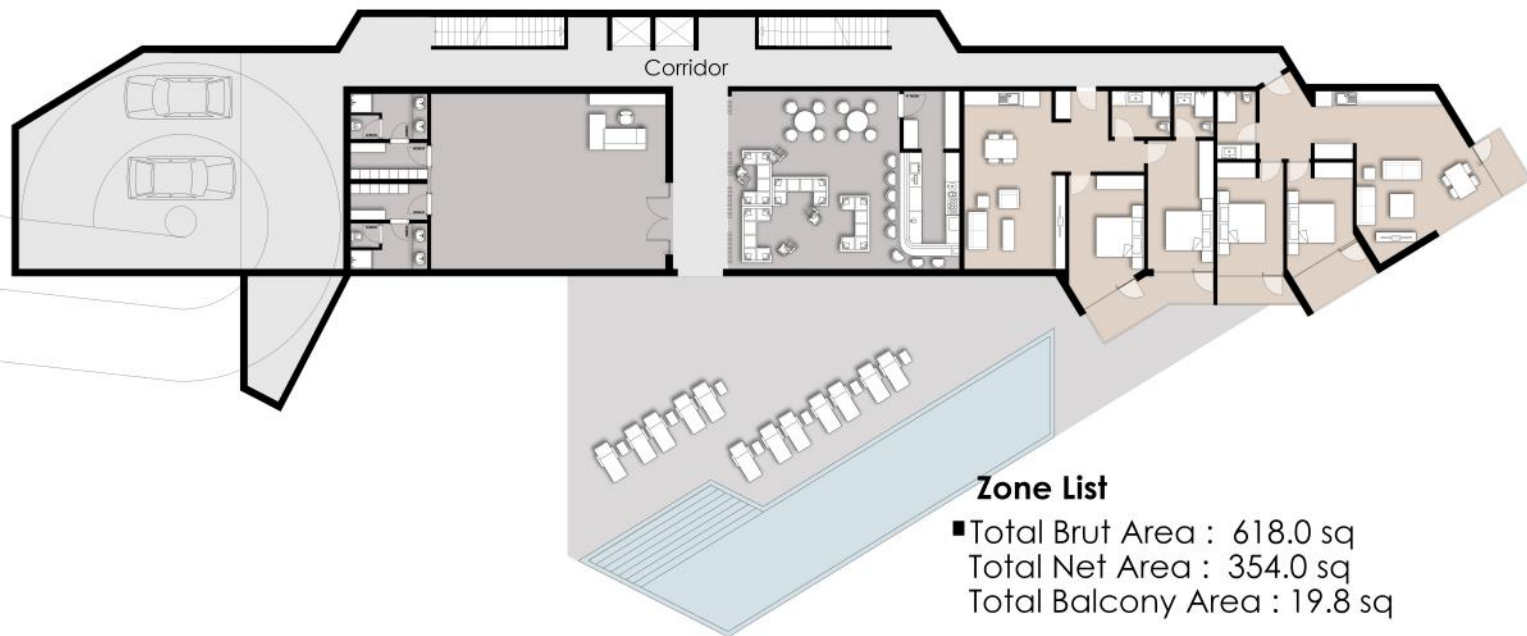 Corridor
Zone List
Total Brut Area : 618.0 sq
Total Net Area : 354.0 sq
Total Balcony Area : 19.8 sq